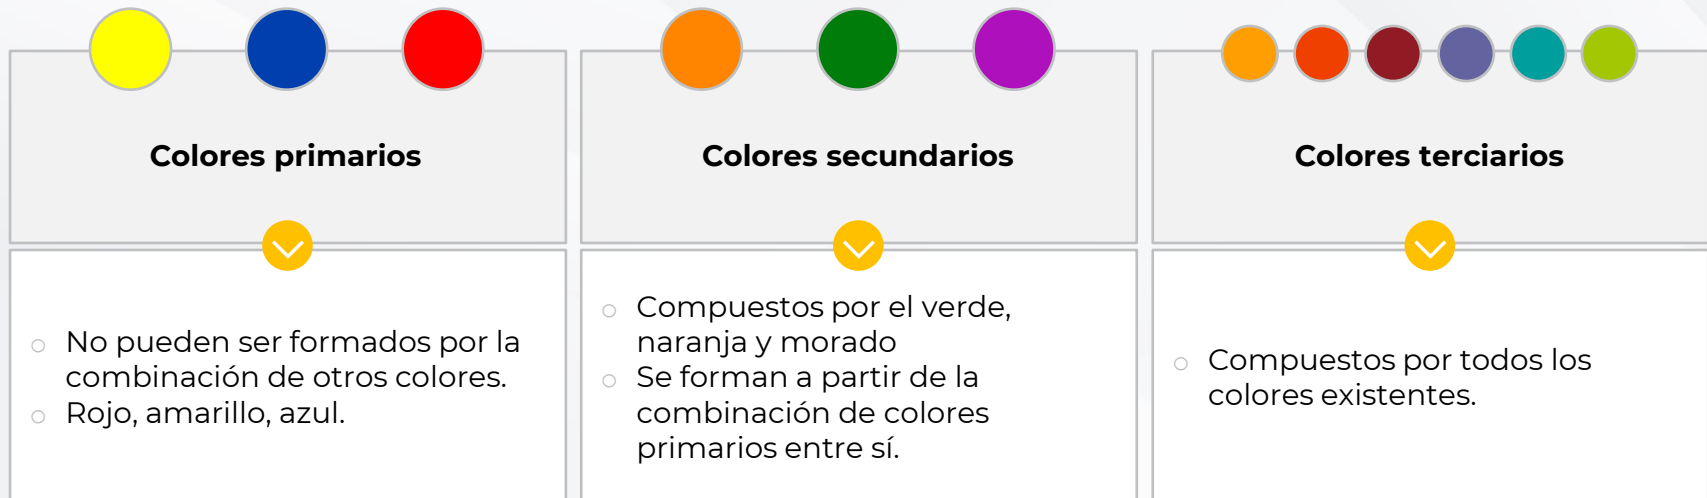 Colores primarios
No pueden ser formados por la
combinación de otros colores.
Rojo, amarillo, azul.
Colores secundarios
Compuestos por el verde,
naranja y morado
Se forman a partir de la
combinación de colores
primarios entre sí.
Colores terciarios
Compuestos por todos los
colores existentes.